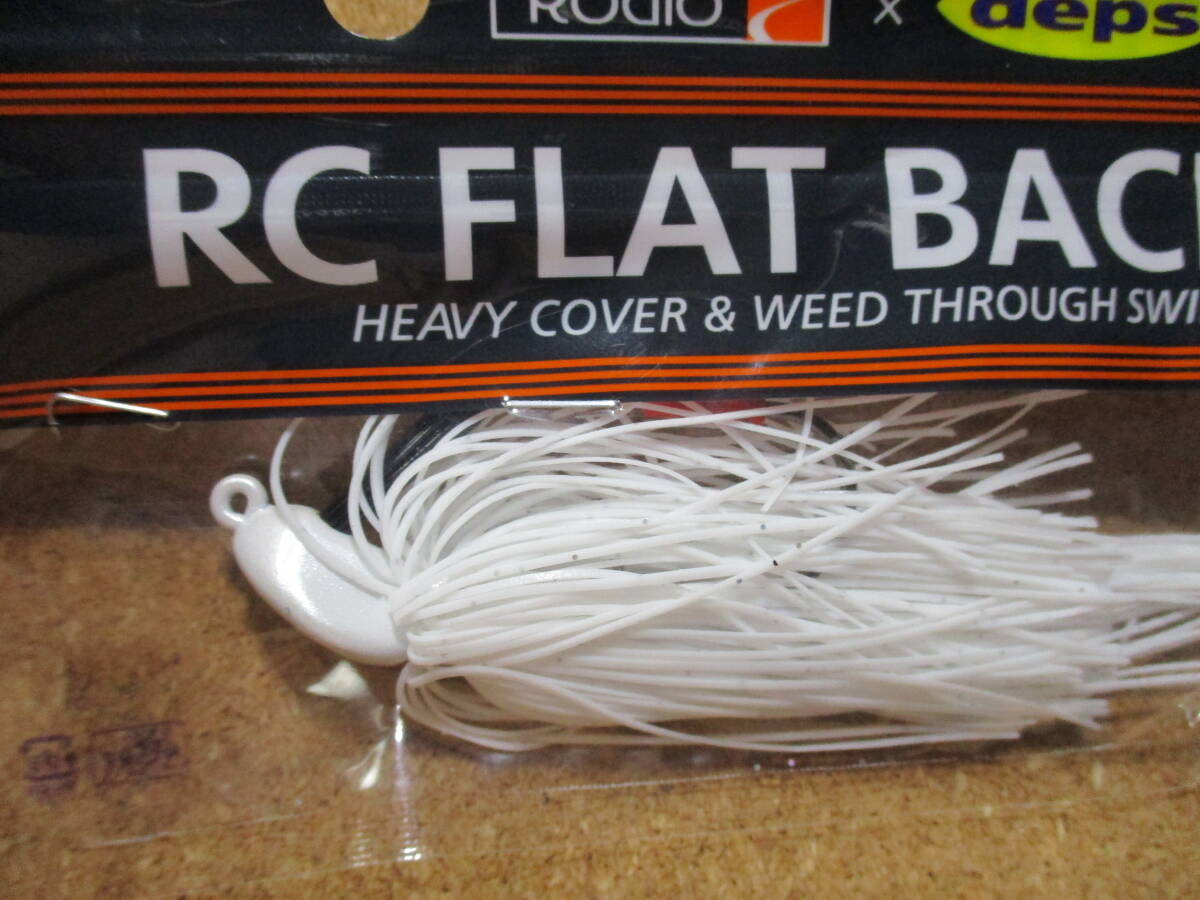 RODIO × deps
RC FLAT BAC
HEAVY COVER & WEED THROUGH SWI